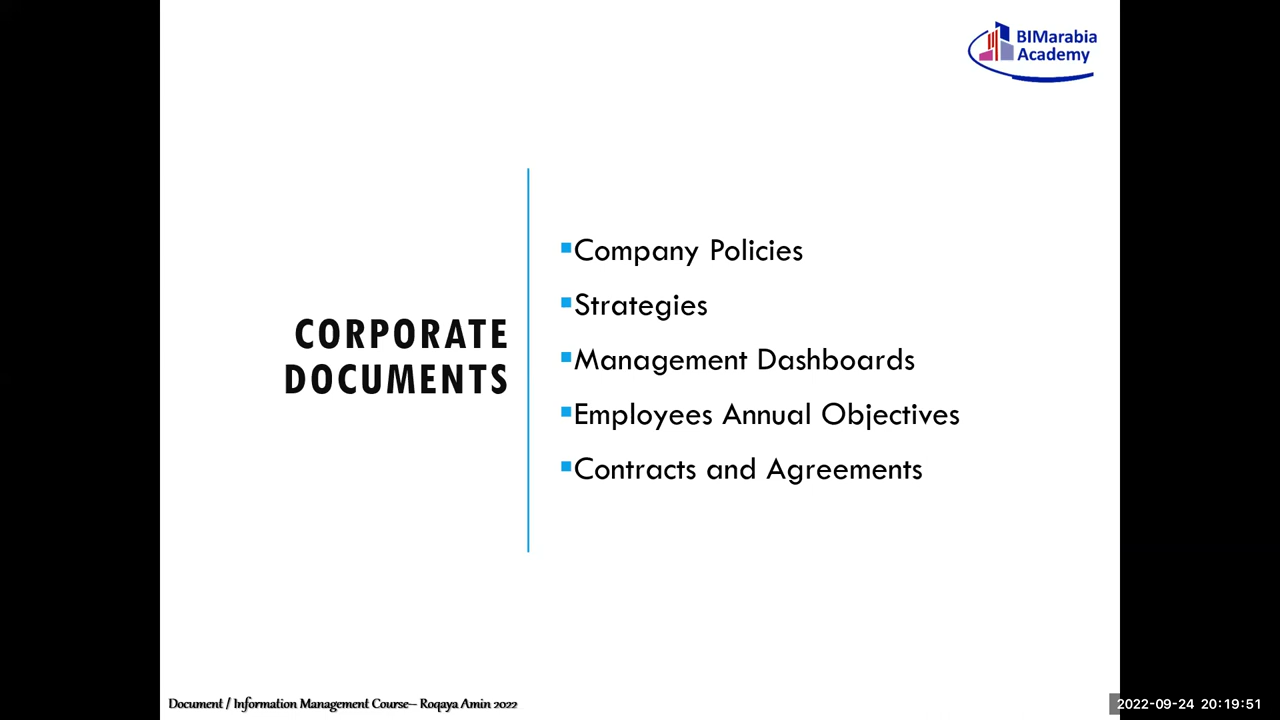 BIMarabia
Academy
CORPORATE
DOCUMENTS
▪Company Policies
▪Strategies
▪Management Dashboards
▪Employees Annual Objectives
▪Contracts and Agreements
Document / Information Management Course– Roqaya Amin 2022
2022-09-24 20:19:51